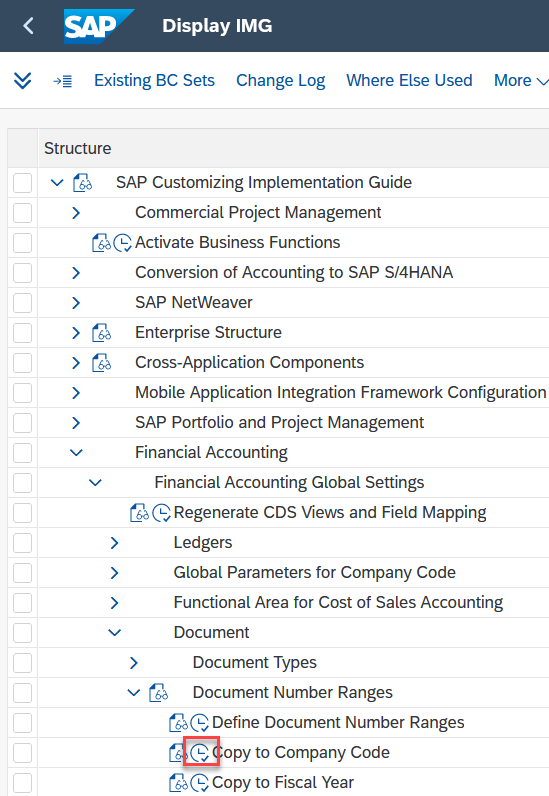 SAP Display IMG
Existing BC Sets Change Log Where Else Used More
Structure
SAP Customizing Implementation Guide
Commercial Project Management
Activate Business Functions
Conversion of Accounting to SAP S/4HANA
SAP NetWeaver
Enterprise Structure
Cross-Application Components
Mobile Application Integration Framework Configuration
SAP Portfolio and Project Management
Financial Accounting
Financial Accounting Global Settings
Regenerate CDS Views and Field Mapping
Ledgers
Global Parameters for Company Code
Functional Area for Cost of Sales Accounting
Document
Document Types
Document Number Ranges
Define Document Number Ranges
Copy to Company Code
Copy to Fiscal Year